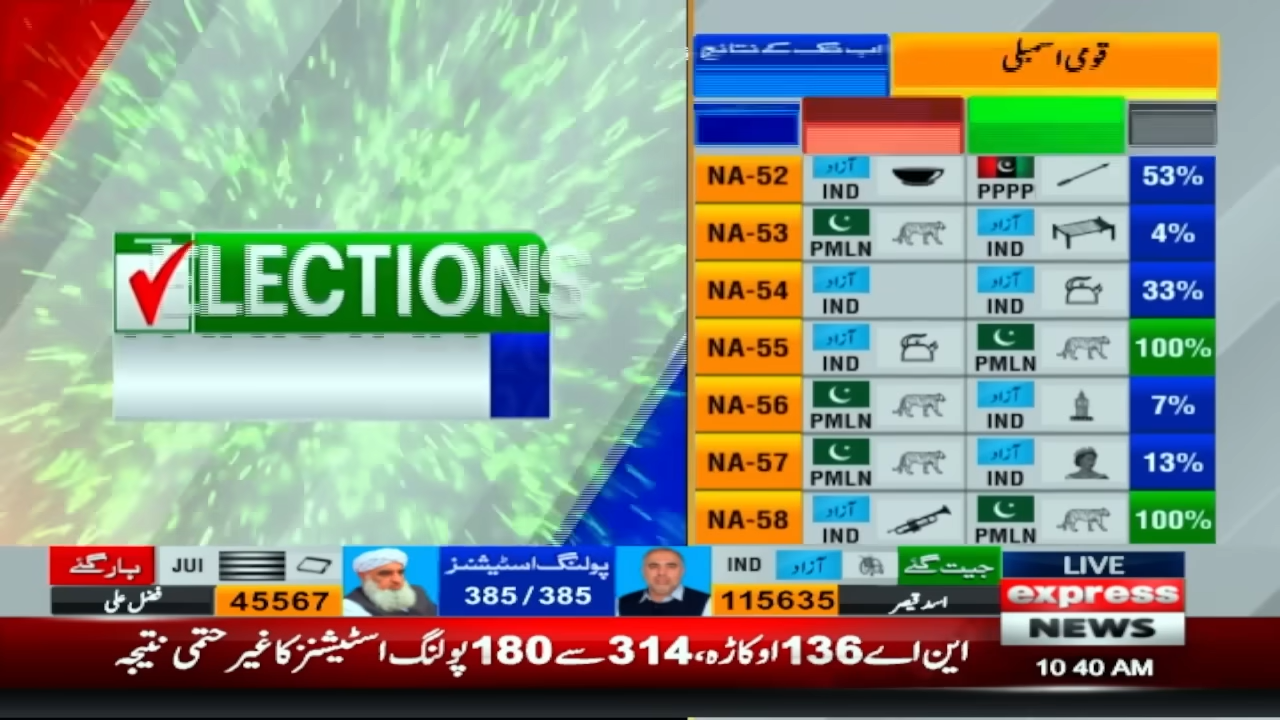 ELECTIONS
اب تک کے نتائج
قومی اسمبلی
NA-52 آزاد IND PPPP 53%
NA-53 PMLN آزاد IND 4%
NA-54 آزاد IND آزاد IND 33%
NA-55 آزاد IND PMLN 100%
NA-56 PMLN آزاد IND 7%
NA-57 PMLN آزاد IND 13%
NA-58 آزاد IND PMLN 100%
ہار گئے JUI پولنگ اسٹیشنز IND آزاد جیت گئے
فضل علی 45567 385/385 115635 اسد قیصر
LIVE
express
NEWS
10 40 AM
این اے 136 اوکاڑہ، 314 سے 180 پولنگ اسٹیشنز کا غیر حتمی نتیجہ